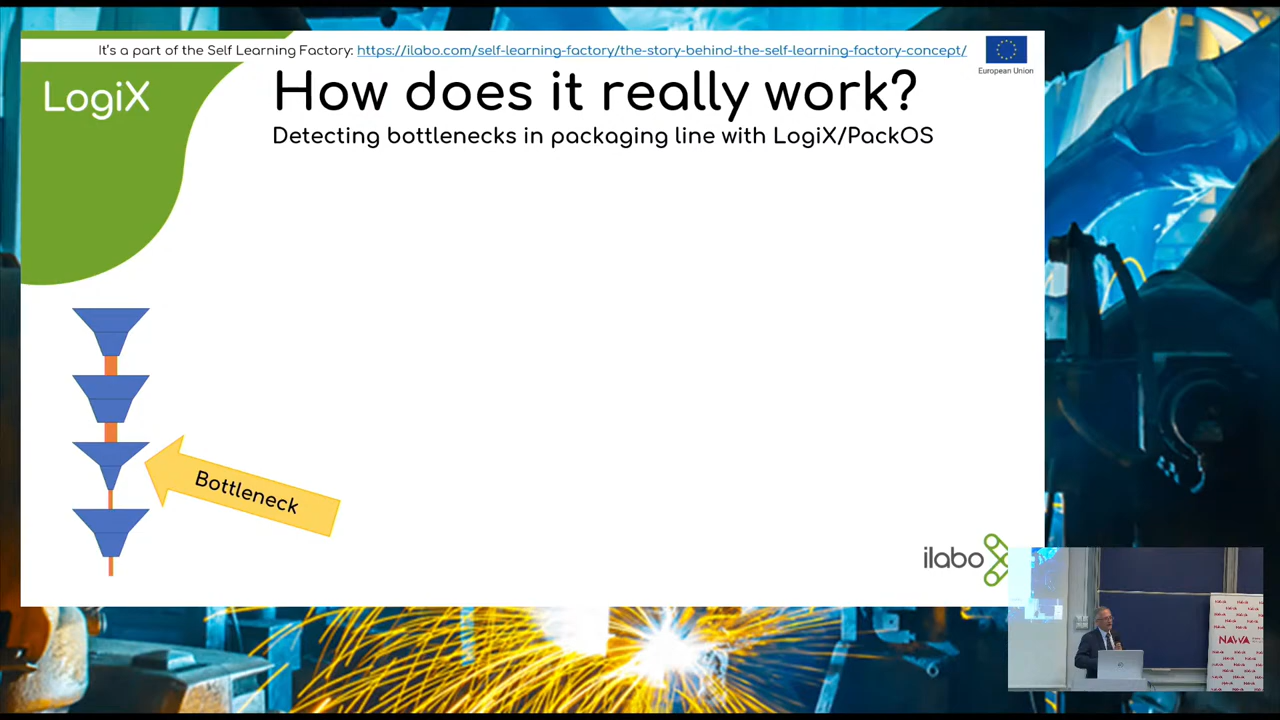 It's a part of the Self Learning Factory: https://ilabo.com/self-learning-factory/the-story-behind-the-self-learning-factory-concept/
European Union
LogiX
How does it really work?
Detecting bottlenecks in packaging line with LogiX/PackOS
Bottleneck
ilabo
NAWA